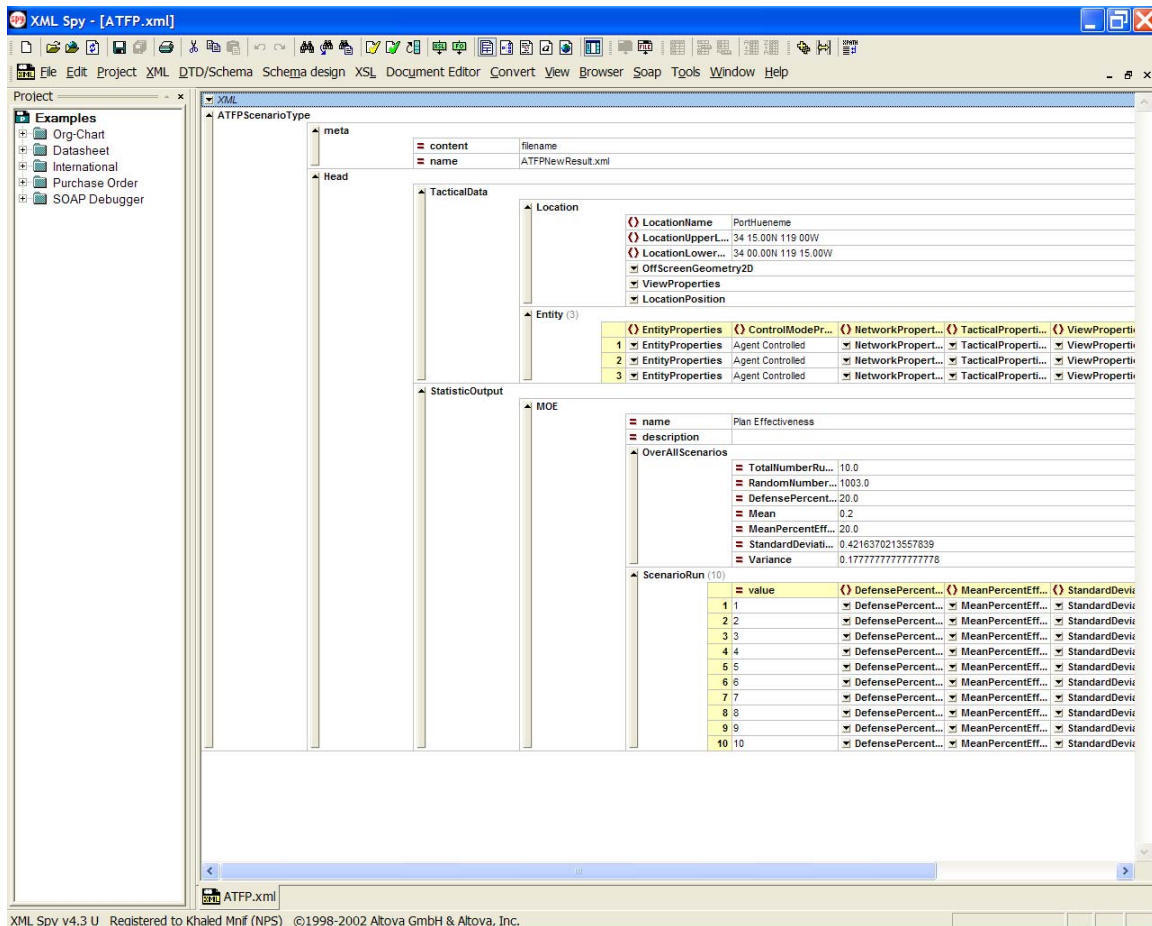 XML Spy - [ATFP.xml]
File Edit Project XML DTD/Schema Schema design XSL Document Editor Convert View Browser Soap Tools Window Help
Project
Examples
Org-Chart
Datasheet
International
Purchase Order
SOAP Debugger
XML
ATFPScenarioType
meta
= content filename
= name ATFPNewResult.xml
Head
TacticalData
Location
() LocationName PortHueneme
() LocationUpperL... 34 15.00N 119 00W
() LocationLower... 34 00.00N 119 15.00W
OffScreenGeometry2D
ViewProperties
LocationPosition
Entity (3)
() EntityProperties () ControlModePr... () NetworkPropert... () TacticalProperti... () ViewProperti
1 EntityProperties Agent Controlled NetworkPropert... TacticalProperti... ViewProperti
2 EntityProperties Agent Controlled NetworkPropert... TacticalProperti... ViewProperti
3 EntityProperties Agent Controlled NetworkPropert... TacticalProperti... ViewProperti
StatisticOutput
MOE
= name Plan Effectiveness
= description
OverAllScenarios
= TotalNumberRu... 10.0
= RandomNumber... 1003.0
= DefensePercent... 20.0
= Mean 0.2
= MeanPercentEff... 20.0
= StandardDeviati... 0.4216370213557839
= Variance 0.17777777777777778
ScenarioRun (10)
= value () DefensePercent... () MeanPercentEff... () StandardDevia
1 1 DefensePercent... MeanPercentEff... StandardDevia
2 2 DefensePercent... MeanPercentEff... StandardDevia
3 3 DefensePercent... MeanPercentEff... StandardDevia
4 4 DefensePercent... MeanPercentEff... StandardDevia
5 5 DefensePercent... MeanPercentEff... StandardDevia
6 6 DefensePercent... MeanPercentEff... StandardDevia
7 7 DefensePercent... MeanPercentEff... StandardDevia
8 8 DefensePercent... MeanPercentEff... StandardDevia
9 9 DefensePercent... MeanPercentEff... StandardDevia
10 10 DefensePercent... MeanPercentEff... StandardDevia
ATFP.xml
XML Spy v4.3 U Registered to Khaled Mnif (NPS) ©1998-2002 Altova GmbH & Altova, Inc.